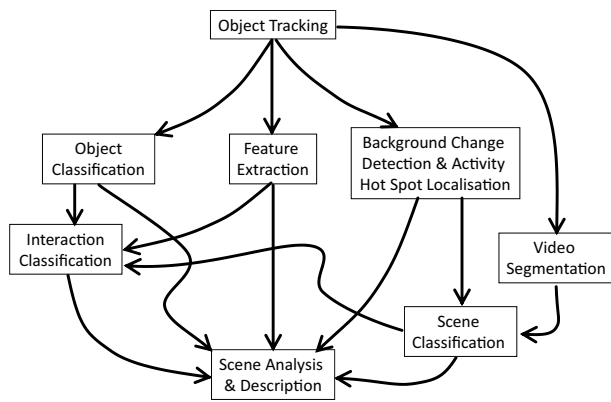 Object Tracking
Object
Classification
Feature
Extraction
Background Change
Detection & Activity
Hot Spot Localisation
Interaction
Classification
Video
Segmentation
Scene
Classification
Scene Analysis
& Description